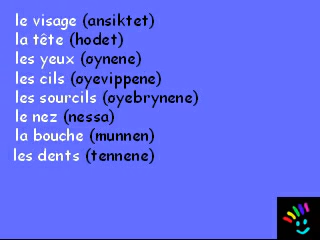 le visage (ansiktet)
la tête (hodet)
les yeux (øynene)
les cils (øyevippene)
les sourcils (øyebrynene)
le nez (nessa)
la bouche (munnen)
les dents (tennene)